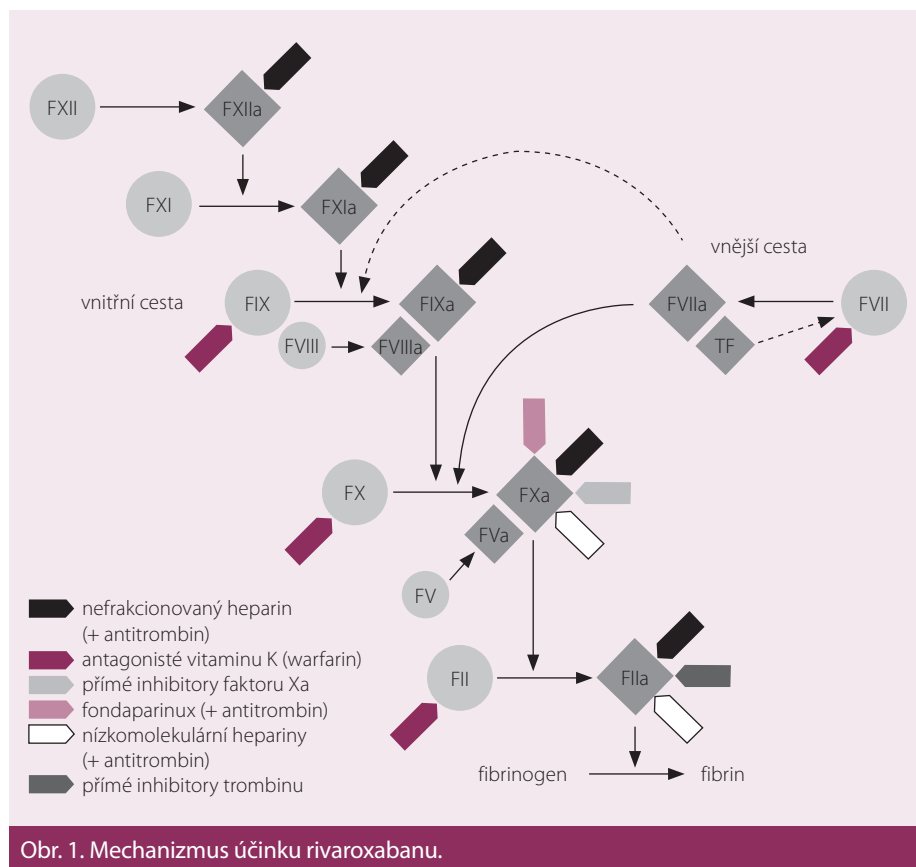 FXII
FXIIa
FXI
FXIa
vnější cesta
vnitřní cesta
FIX
FIXa
FVIIa
FVII
FVIII
FVIIIa
TF
FX
FXa
FVa
FV
nefrakcionovaný heparin
(+ antitrombin)
antagonisté vitaminu K (warfarin)
přímé inhibitory faktoru Xa
fondaparinux (+ antitrombin)
nízkomolekulární hepariny
(+ antitrombin)
přímé inhibitory trombinu
FII
FIIa
fibrinogen
fibrin
Obr. 1. Mechanizmus účinku rivaroxabanu.